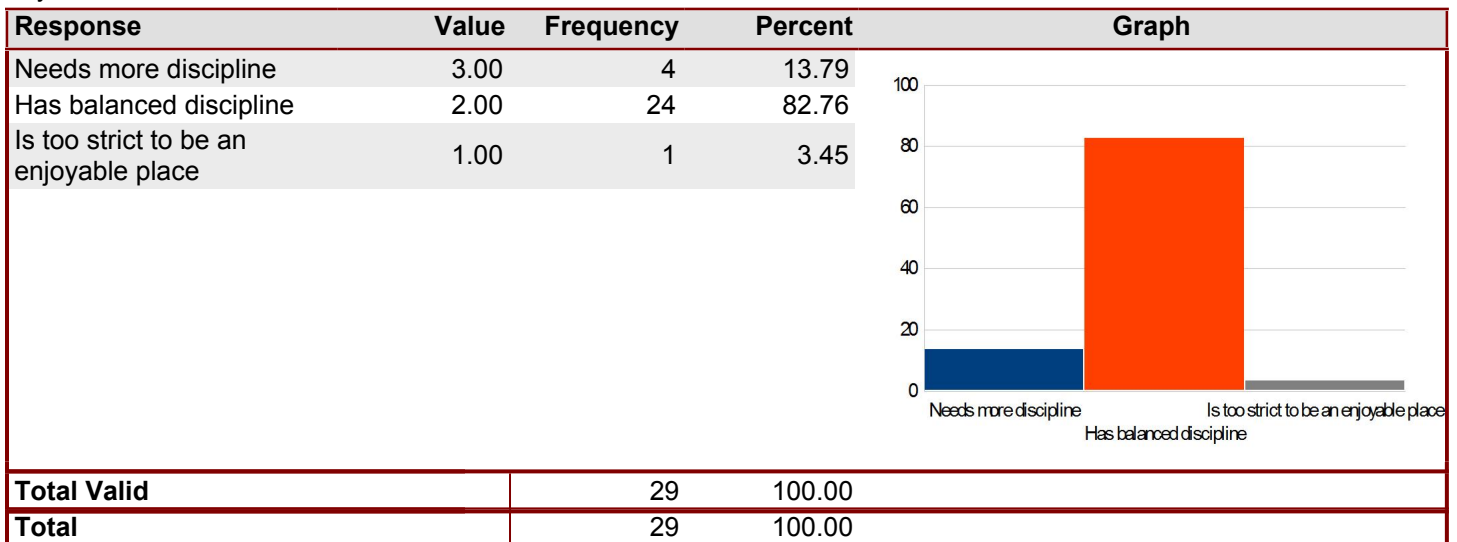 Response Value Frequency Percent Graph
Needs more discipline 3.00 4 13.79
Has balanced discipline 2.00 24 82.76
Is too strict to be an
enjoyable place 1.00 1 3.45
100
80
60
40
20
0
Needs more discipline Is too strict to be an enjoyable place
Has balanced discipline
Total Valid 29 100.00
Total 29 100.00